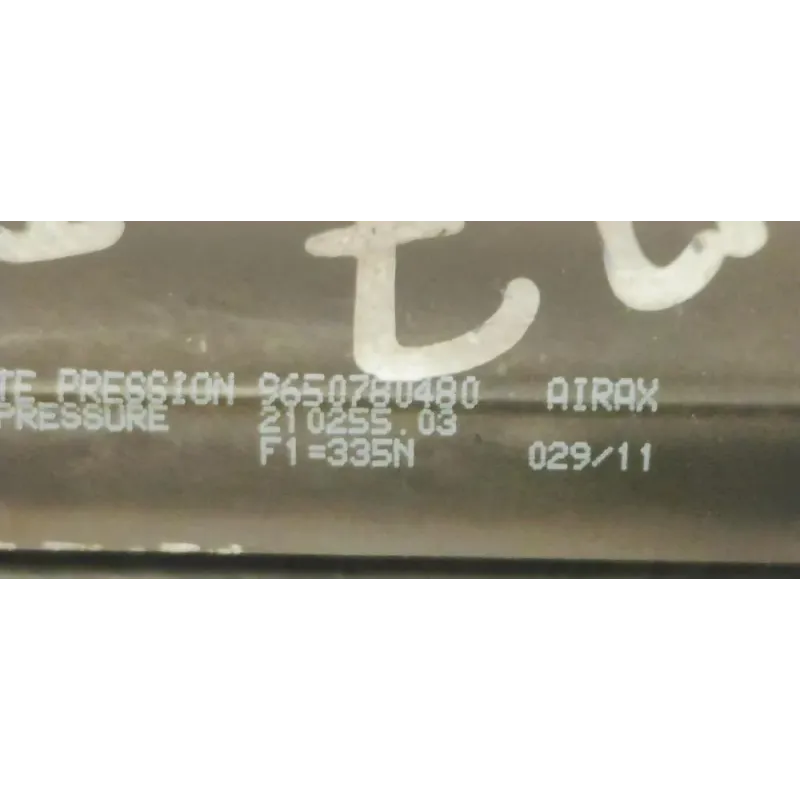 TE PRESSION 9650780480 AIRAX
PRESSURE 210255.03
F1=335N 029/11